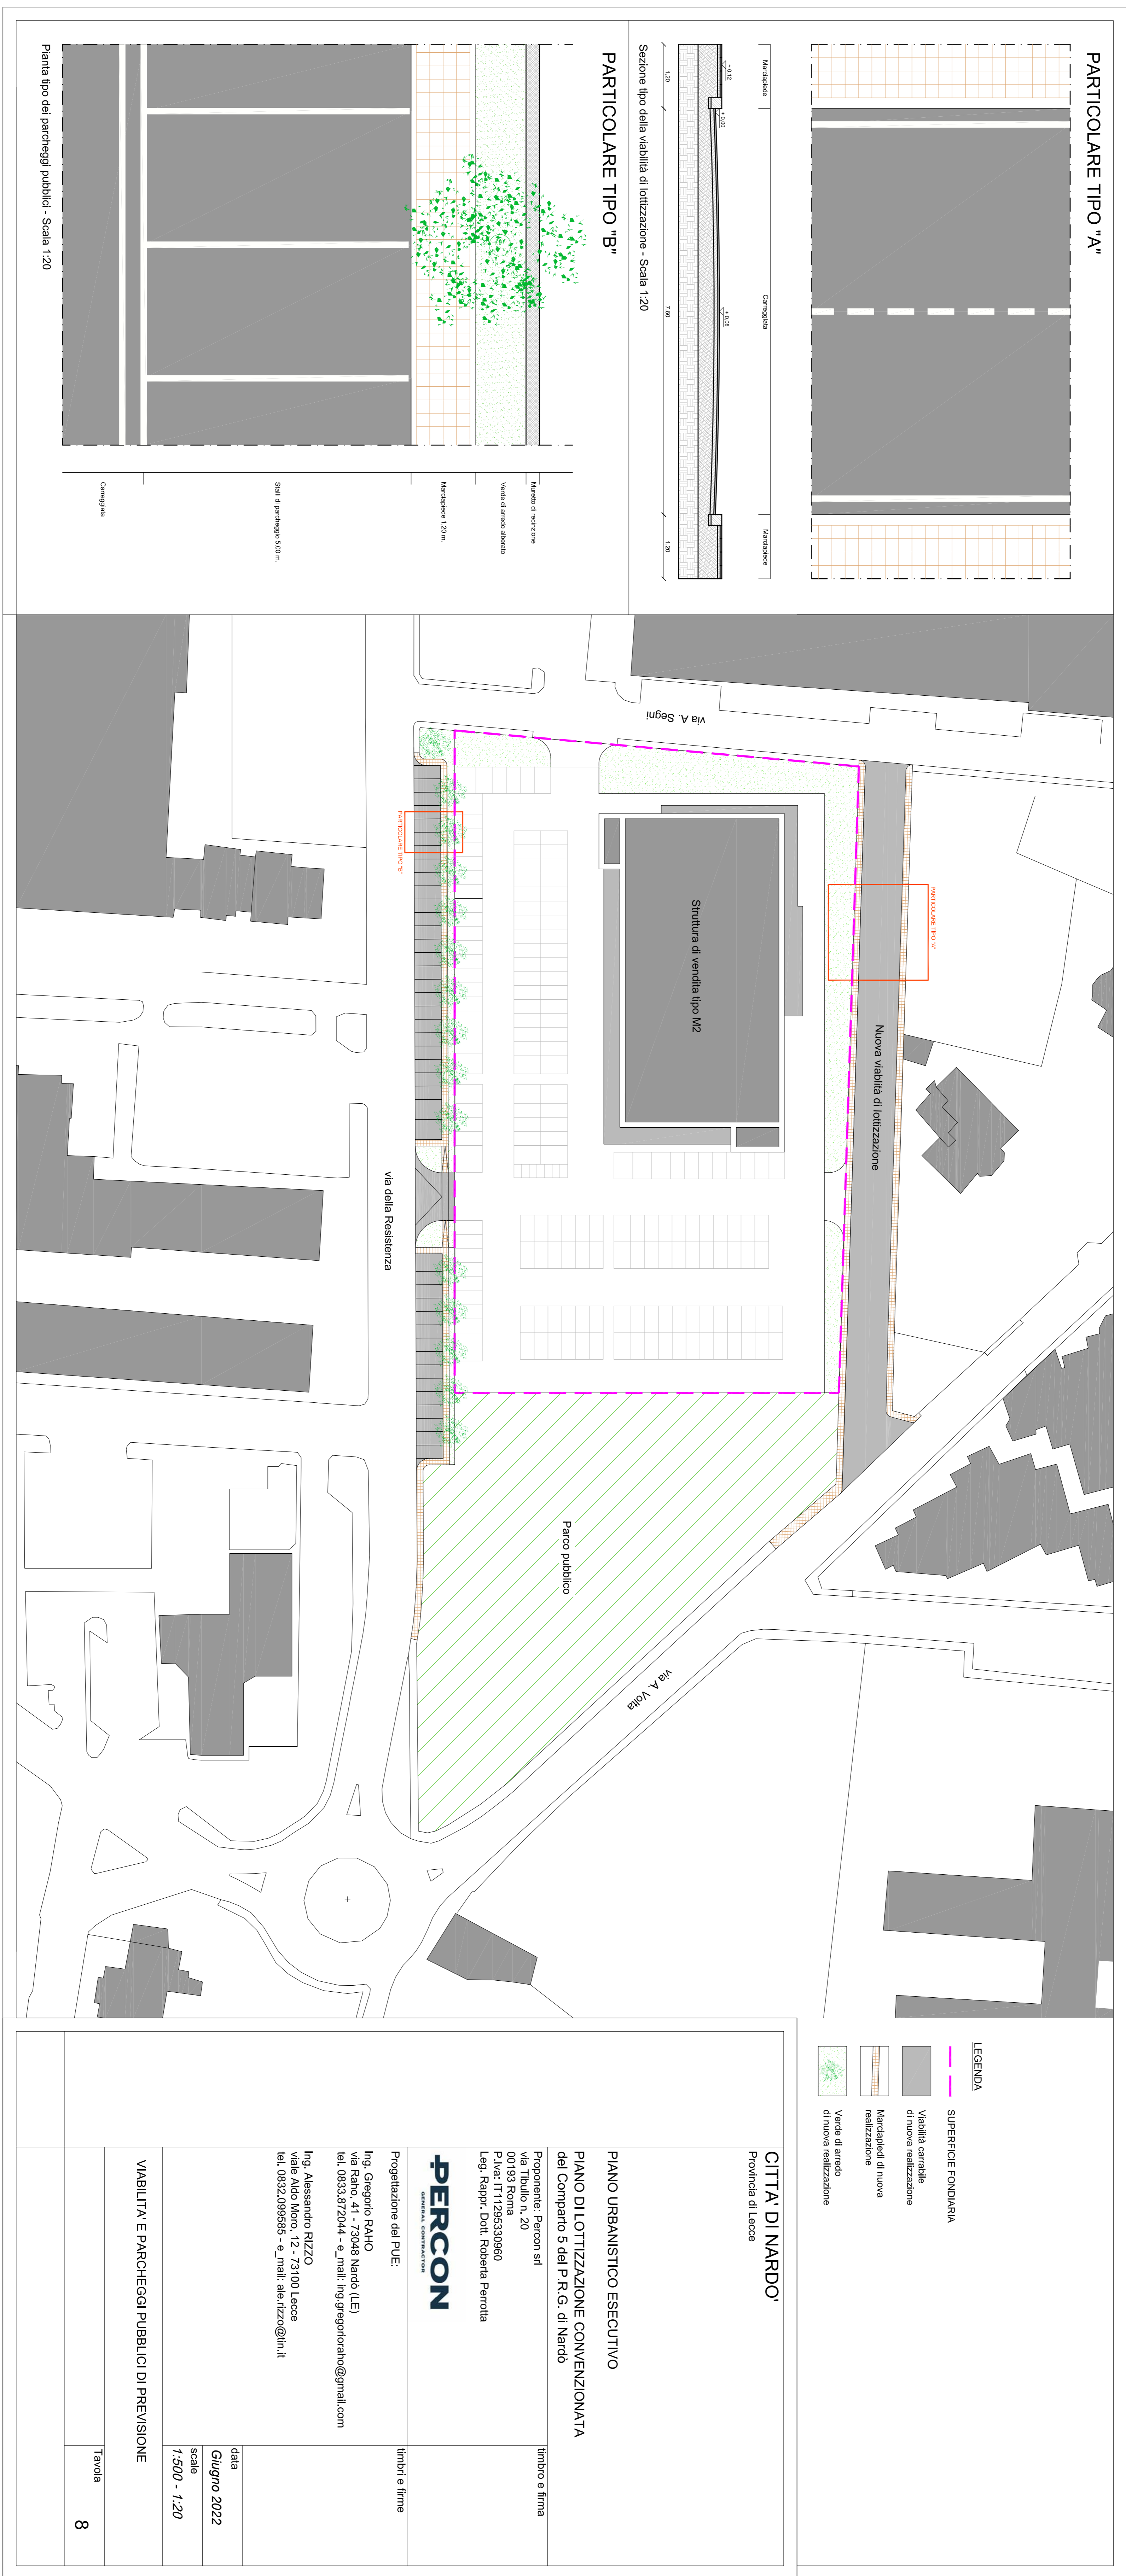 PARTICOLARE TIPO "A"
Marciapiede
Carreggiata
Marciapiede
+ 0.12
+ 0.00
+ 0.08
1,20
7,60
1,20
Sezione tipo della viabilità di lottizzazione - Scala 1:20
PARTICOLARE TIPO "B"
Muretto di recinzione
Verde di arredo alberato
Marciapiede 1,20 m.
Stalli di parcheggio 5,00 m.
Carreggiata
Pianta tipo dei parcheggi pubblici - Scala 1:20
via A. Segni
PARTICOLARE TIPO "A"
Nuova viabilità di lottizzazione
Struttura di vendita tipo M2
PARTICOLARE TIPO "B"
via della Resistenza
Parco pubblico
via A. Volta
LEGENDA
SUPERFICIE FONDIARIA
Viabilità carrabile
di nuova realizzazione
Marciapiedi di nuova
realizzazione
Verde di arredo
di nuova realizzazione
CITTA' DI NARDO'
Provincia di Lecce
PIANO URBANISTICO ESECUTIVO
PIANO DI LOTTIZZAZIONE CONVENZIONATA
del Comparto 5 del P.R.G. di Nardò
Proponente: Percon srl
via Tibullo n. 20
00193 Roma
P.Iva: IT11295330960
Leg. Rappr. Dott. Roberta Perrotta
timbro e firma
PERCON
GENERAL CONTRACTOR
Progettazione del PUE:
timbri e firme
Ing. Gregorio RAHO
via Raho, 41 - 73048 Nardò (LE)
tel. 0833.872044 - e_mail: ing.gregorioraho@gmail.com
Ing. Alessandro RIZZO
viale Aldo Moro, 12 - 73100 Lecce
tel. 0832.099585 - e_mail: ale.rizzo@tin.it
data
Giugno 2022
scale
1:500 - 1:20
VIABILITA' E PARCHEGGI PUBBLICI DI PREVISIONE
Tavola
8